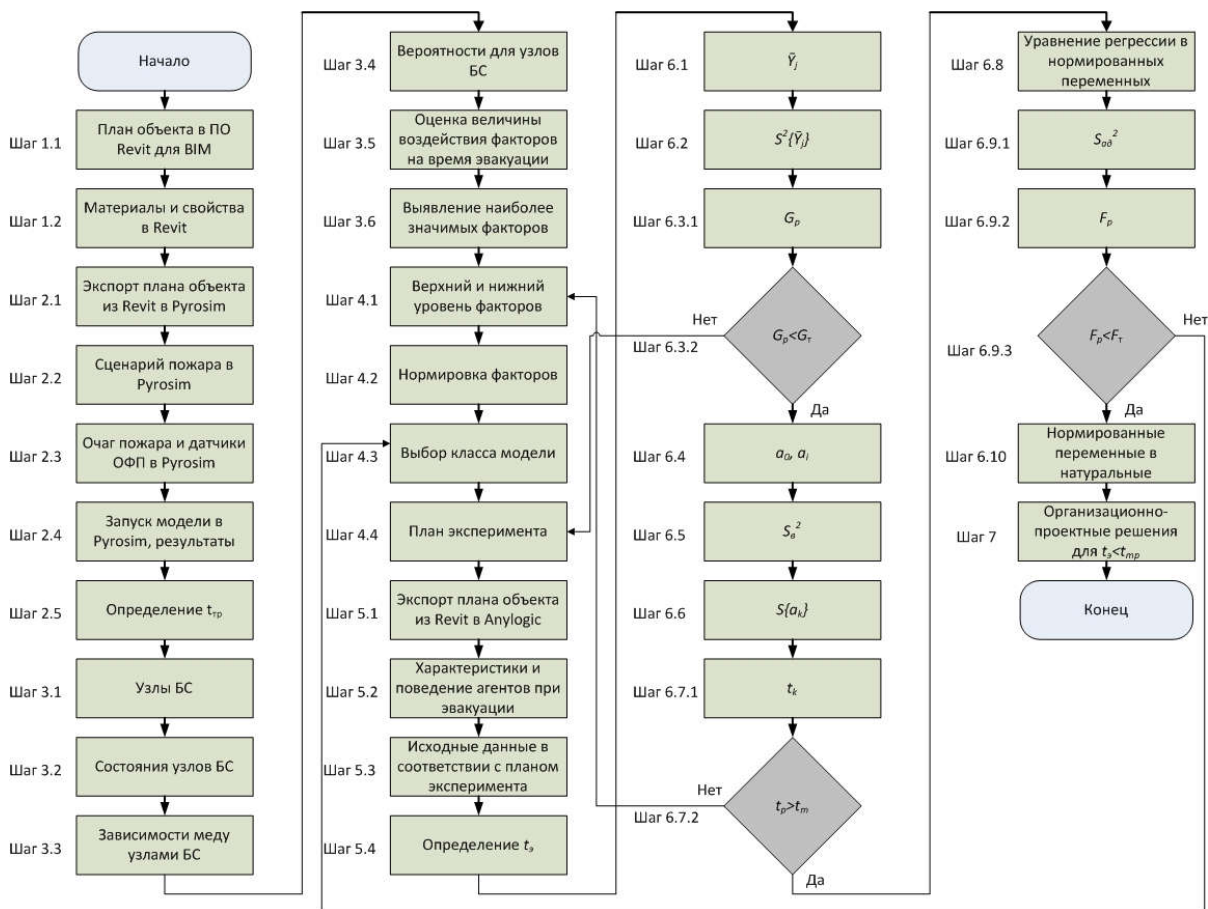 Начало
Шаг 1.1
План объекта в ПО
Revit для BIM
Шаг 1.2
Материалы и свойства
в Revit
Шаг 2.1
Экспорт плана объекта
из Revit в Pyrosim
Шаг 2.2
Сценарий пожара в
Pyrosim
Шаг 2.3
Очаг пожара и датчики
ОФП в Pyrosim
Шаг 2.4
Запуск модели в
Pyrosim, результаты
Шаг 2.5
Определение tтр
Шаг 3.1
Узлы БС
Шаг 3.2
Состояния узлов БС
Шаг 3.3
Зависимости меду
узлами БС
Шаг 3.4
Вероятности для узлов
БС
Шаг 3.5
Оценка величины
воздействия факторов
на время эвакуации
Шаг 3.6
Выявление наиболее
значимых факторов
Шаг 4.1
Верхний и нижний
уровень факторов
Шаг 4.2
Нормировка факторов
Шаг 4.3
Выбор класса модели
Шаг 4.4
План эксперимента
Шаг 5.1
Экспорт плана объекта
из Revit в Anylogic
Шаг 5.2
Характеристики и
поведение агентов при
эвакуации
Шаг 5.3
Исходные данные в
соответствии с планом
эксперимента
Шаг 5.4
Определение tэ
Шаг 6.1
Ȳj
Шаг 6.2
S²{Ȳj}
Шаг 6.3.1
Gp
Нет
Шаг 6.3.2
Gp<Gт
Да
Шаг 6.4
a0, ai
Шаг 6.5
Sв²
Шаг 6.6
S{ak}
Шаг 6.7.1
tk
Нет
Шаг 6.7.2
tp>tт
Да
Шаг 6.8
Уравнение регрессии в
нормированных
переменных
Шаг 6.9.1
Sад²
Шаг 6.9.2
Fp
Нет
Шаг 6.9.3
Fp<Fт
Да
Шаг 6.10
Нормированные
переменные в
натуральные
Шаг 7
Организационно-
проектные решения
для tэ<tтр
Конец